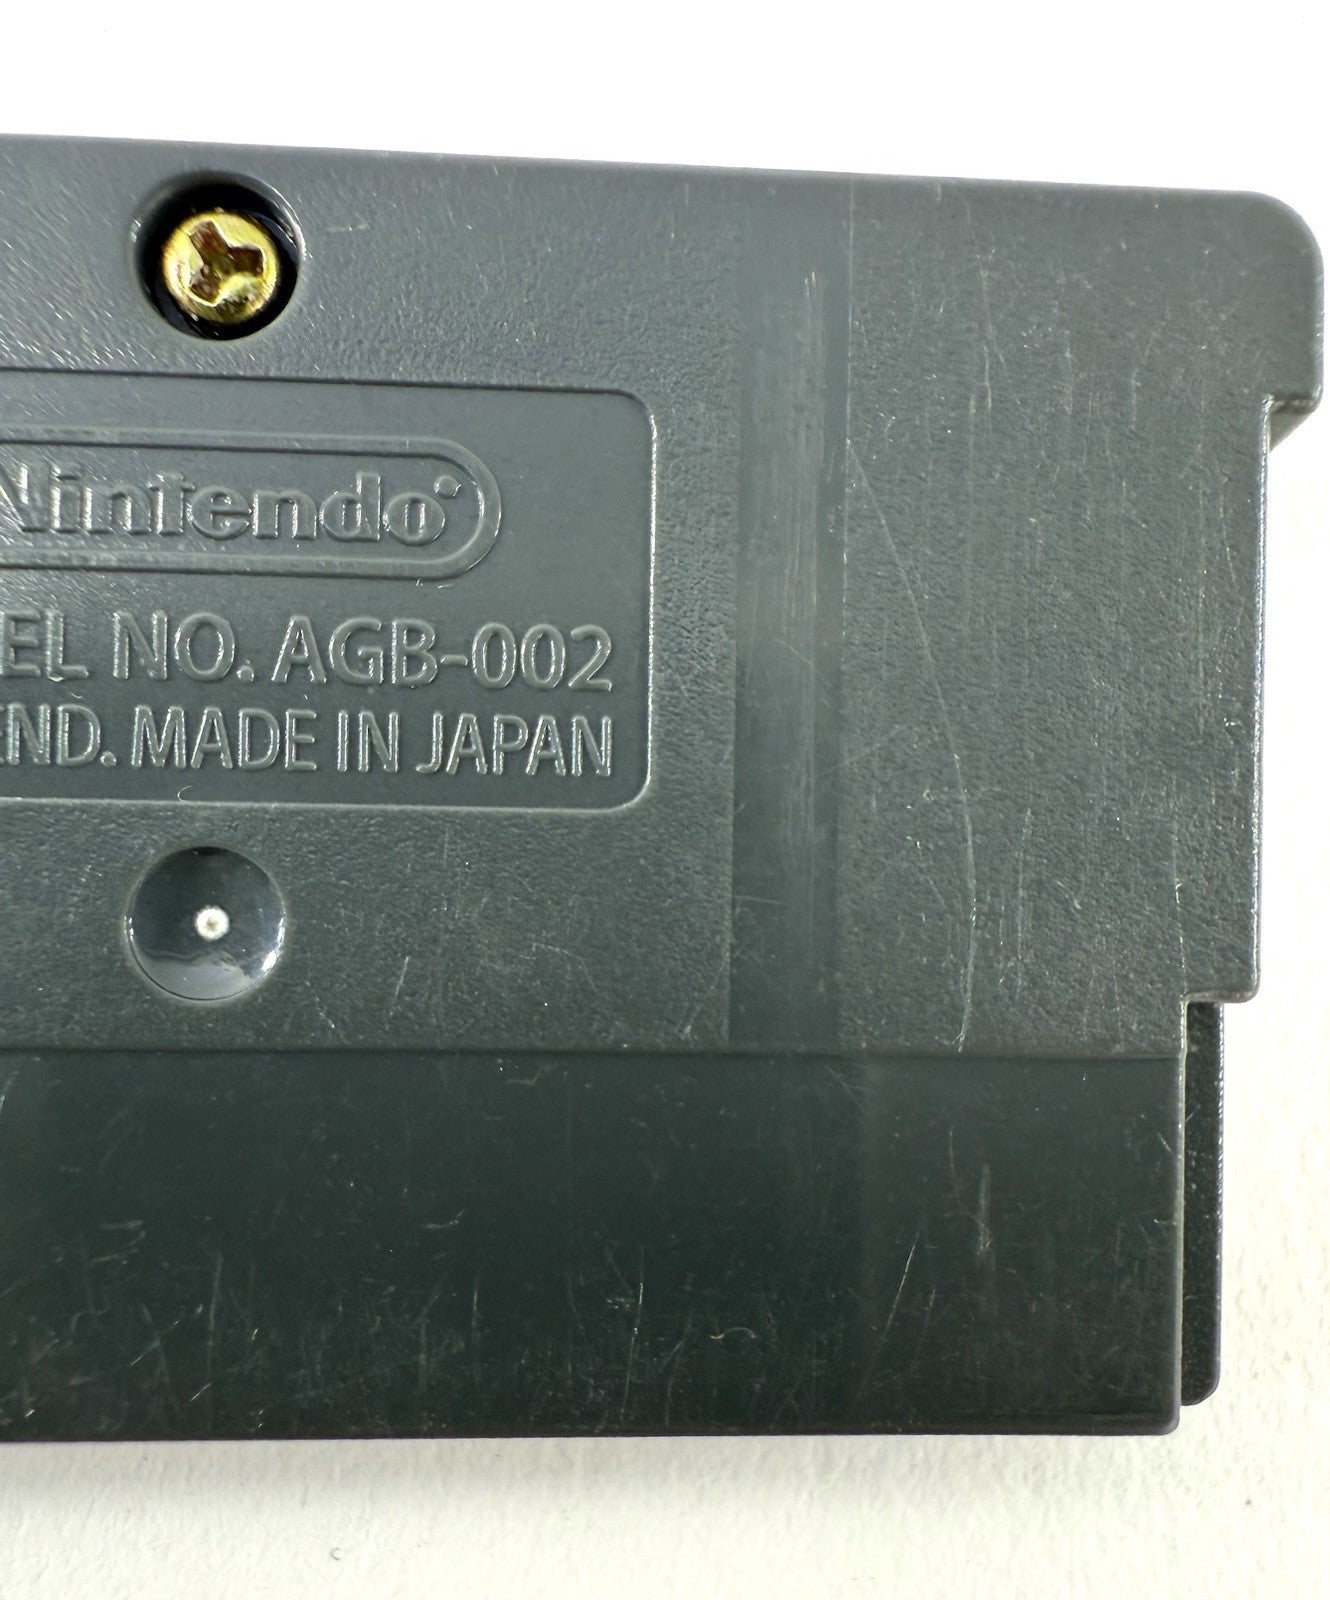 Nintendo
EL NO. AGB-002
END. MADE IN JAPAN